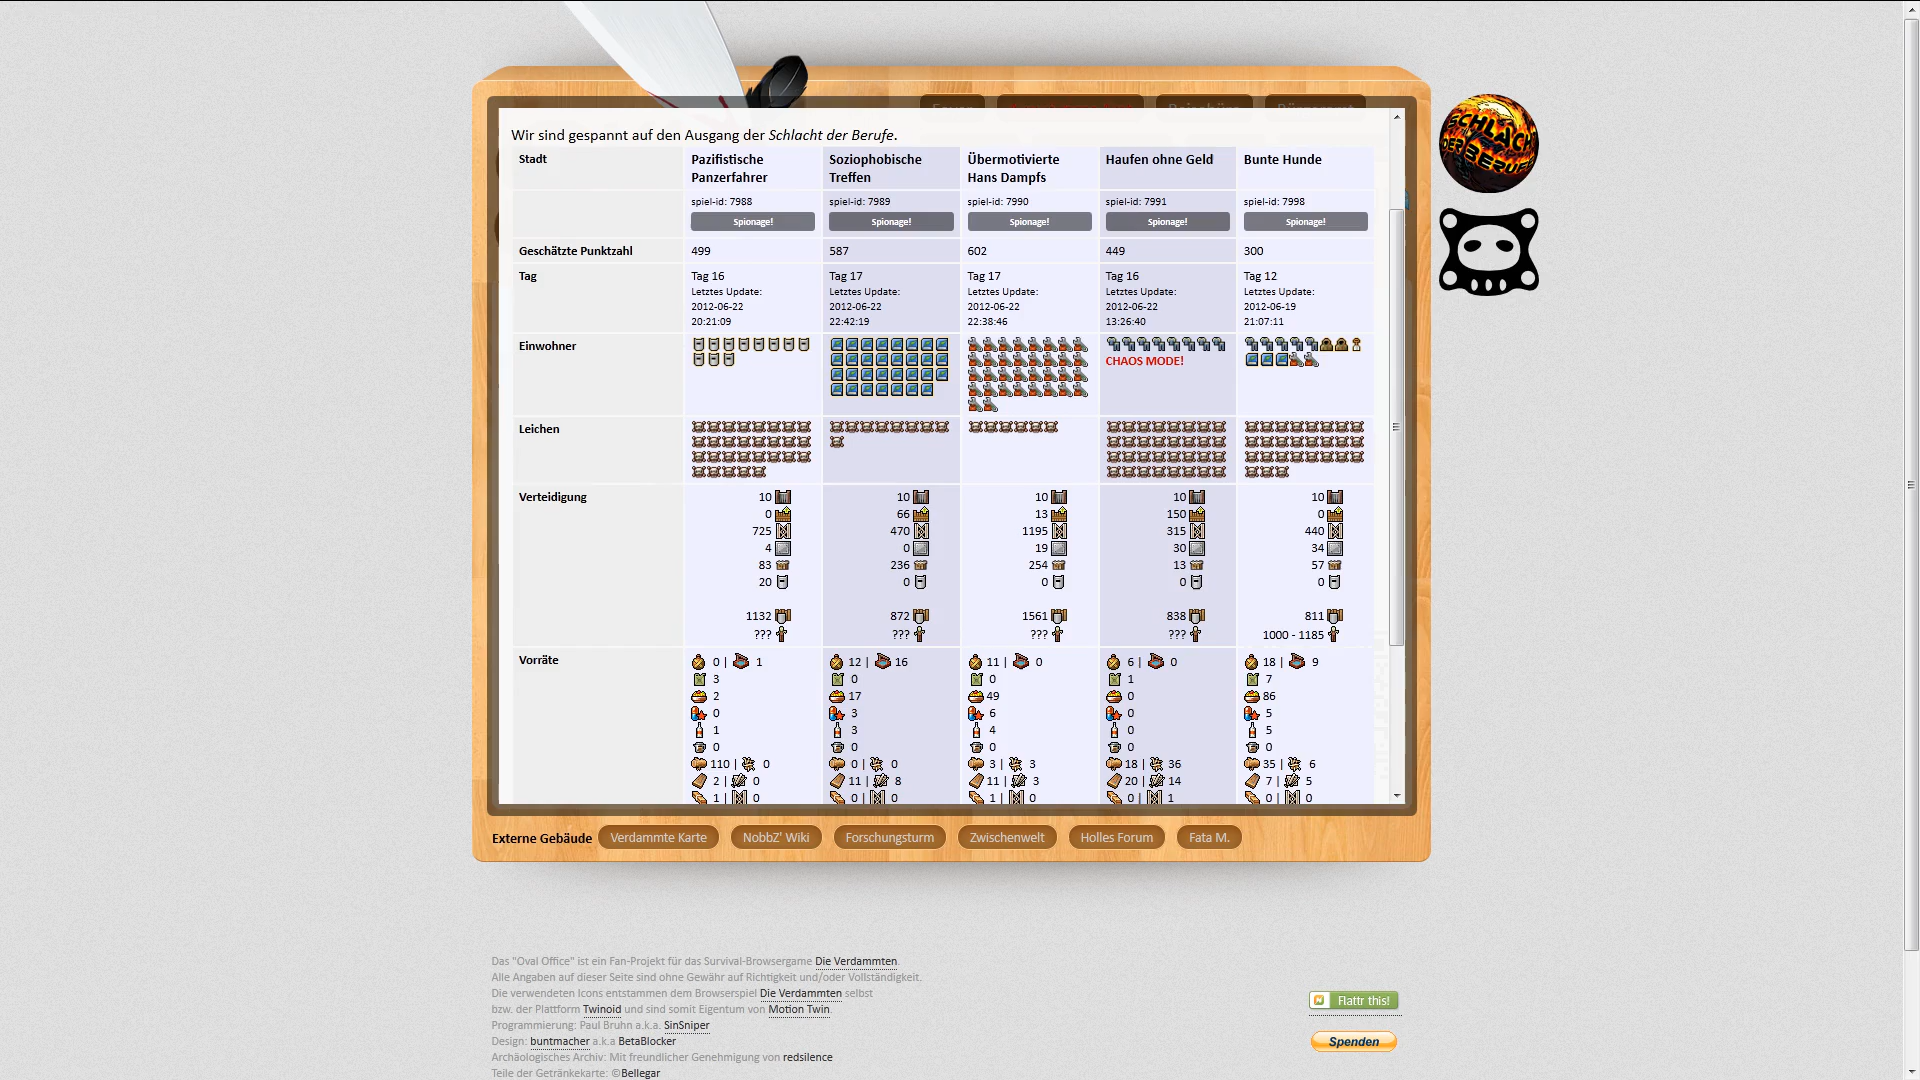 Wir sind gespannt auf den Ausgang der Schlacht der Berufe.
Stadt
Pazifistische Panzerfahrer
Soziophobische Treffen
Übermotivierte Hans Dampfs
Haufen ohne Geld
Bunte Hunde
spiel-id: 7988 spiel-id: 7989 spiel-id: 7990 spiel-id: 7991 spiel-id: 7998
Spionage! Spionage! Spionage! Spionage! Spionage!
Geschätzte Punktzahl 499 587 602 449 300
Tag Tag 16 Tag 17 Tag 17 Tag 16 Tag 12
Letztes Update: Letztes Update: Letztes Update: Letztes Update: Letztes Update:
2012-06-22 2012-06-22 2012-06-22 2012-06-22 2012-06-19
20:21:09 22:42:19 22:38:46 13:26:40 21:07:11
Einwohner
CHAOS MODE!
Leichen
Verteidigung 10 10 10 10 10
0 66 13 150 0
725 470 1195 315 440
4 0 19 30 34
83 236 254 13 57
20 0 0 0 0
1132 872 1561 838 811
??? ??? ??? ??? 1000 - 1185
Vorräte 0 | 1 12 | 16 11 | 0 6 | 0 18 | 9
3 0 0 1 7
2 17 49 0 86
0 3 6 0 5
1 3 4 0 5
0 0 0 0 0
110 | 0 0 | 0 3 | 3 18 | 36 35 | 6
2 | 0 11 | 8 11 | 3 20 | 14 7 | 5
1 | 0 0 | 0 1 | 0 0 | 1 0 | 0
Externe Gebäude Verdammte Karte NobbZ' Wiki Forschungsturm Zwischenwelt Holles Forum Fata M.
SCHLACHT
DER BERUFE
Das "Oval Office" ist ein Fan-Projekt für das Survival-Browsergame Die Verdammten.
Alle Angaben auf dieser Seite sind ohne Gewähr auf Richtigkeit und/oder Vollständigkeit.
Die verwendeten Icons entstammen dem Browserspiel Die Verdammten selbst
bzw. der Plattform Twinoid und sind somit Eigentum von Motion Twin.
Programmierung: Paul Bruhn a.k.a. SinSniper
Design: buntmacher a.k.a BetaBlocker
Archäologisches Archiv: Mit freundlicher Genehmigung von redsilence
Teile der Getränkekarte: ©Bellegar
Flattr this!
Spenden